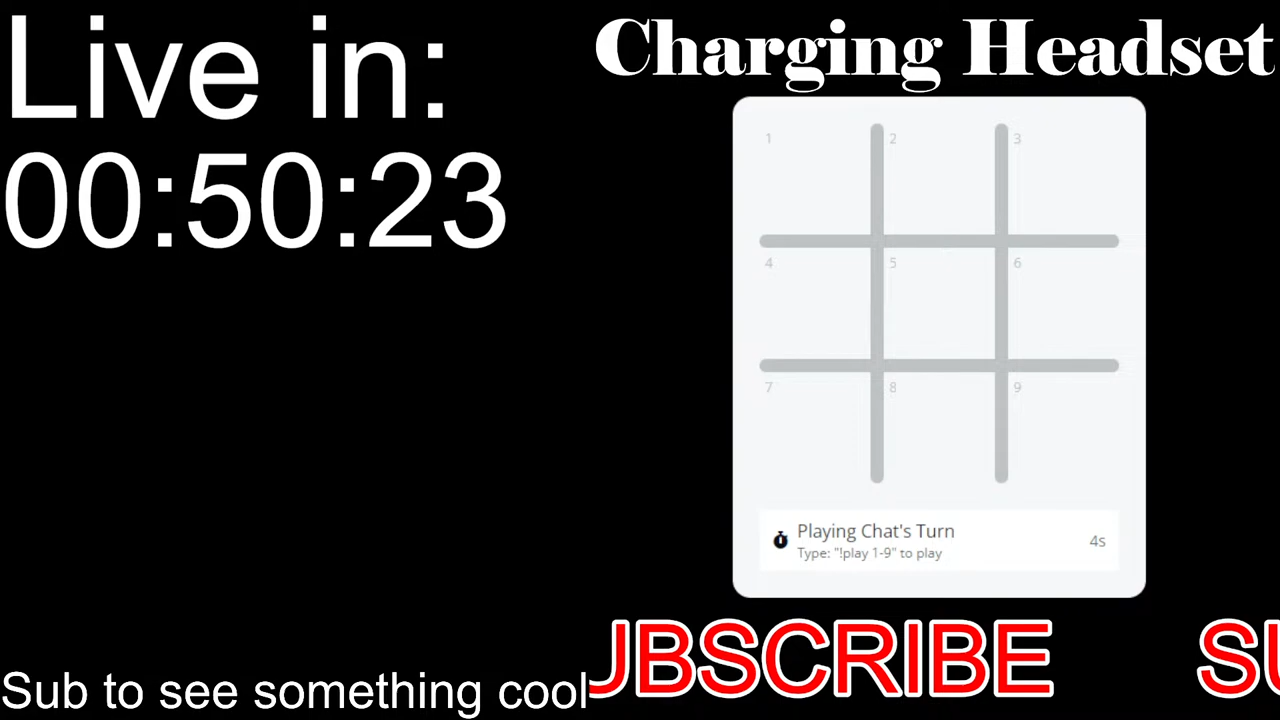 Live in:
00:50:23
Charging Headset
1 2 3
4 5 6
7 8 9
Playing Chat's Turn
Type: "!play 1-9" to play
4s
Sub to see something cool
UBSCRIBE SU